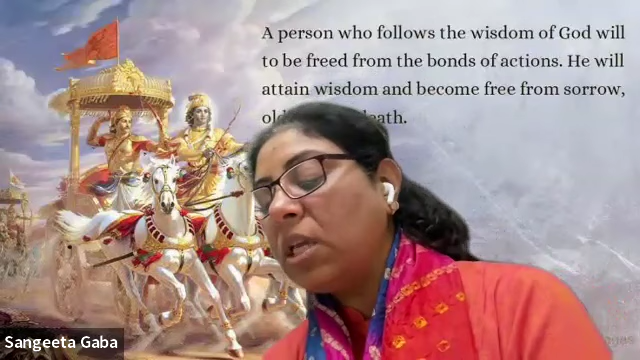 A person who follows the wisdom of God will
to be freed from the bonds of actions. He will
attain wisdom and become free from sorrow,
Sangeeta Gaba